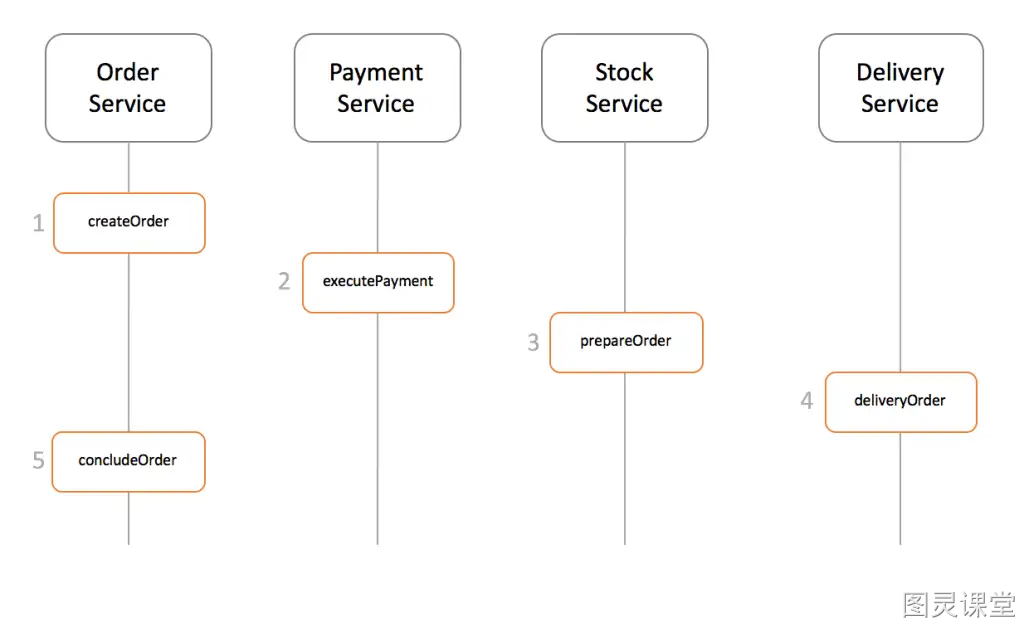 Order
Service
Payment
Service
Stock
Service
Delivery
Service
1
createOrder
2
executePayment
3
prepareOrder
4
deliveryOrder
5
concludeOrder
图灵课堂